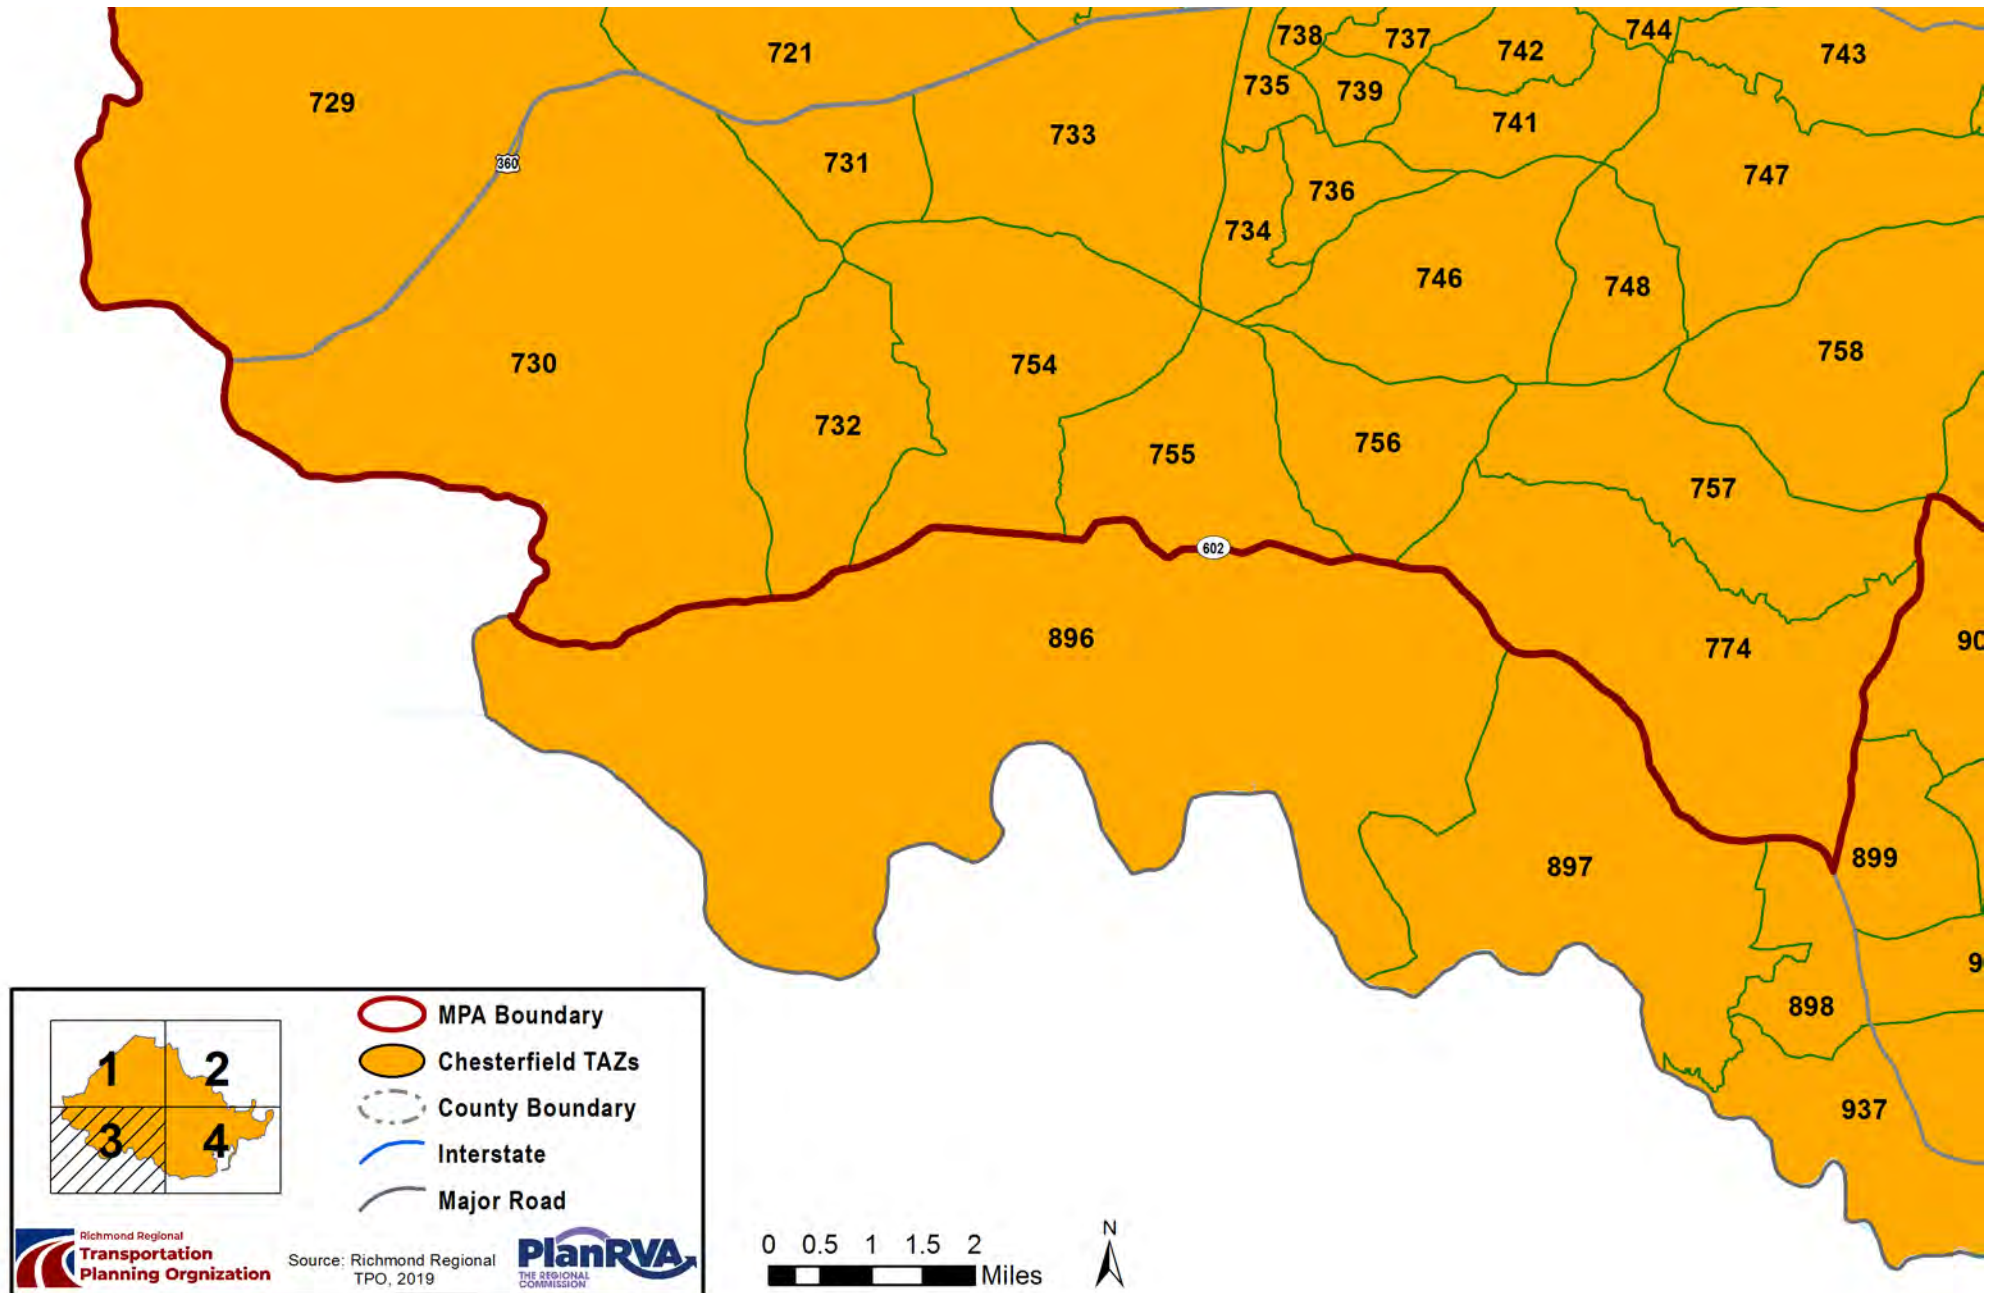 721
738
737
742
744
743
729
735
739
741
733
731
360
736
747
734
746
748
730
754
758
732
755
756
757
602
896
774
90
897
899
9
898
937
1
2
3
4
MPA Boundary
Chesterfield TAZs
County Boundary
Interstate
Major Road
Richmond Regional
Transportation
Planning Orgnization
Source: Richmond Regional
TPO, 2019
PlanRVA
THE REGIONAL
COMMISSION
0 0.5 1 1.5 2
Miles
N